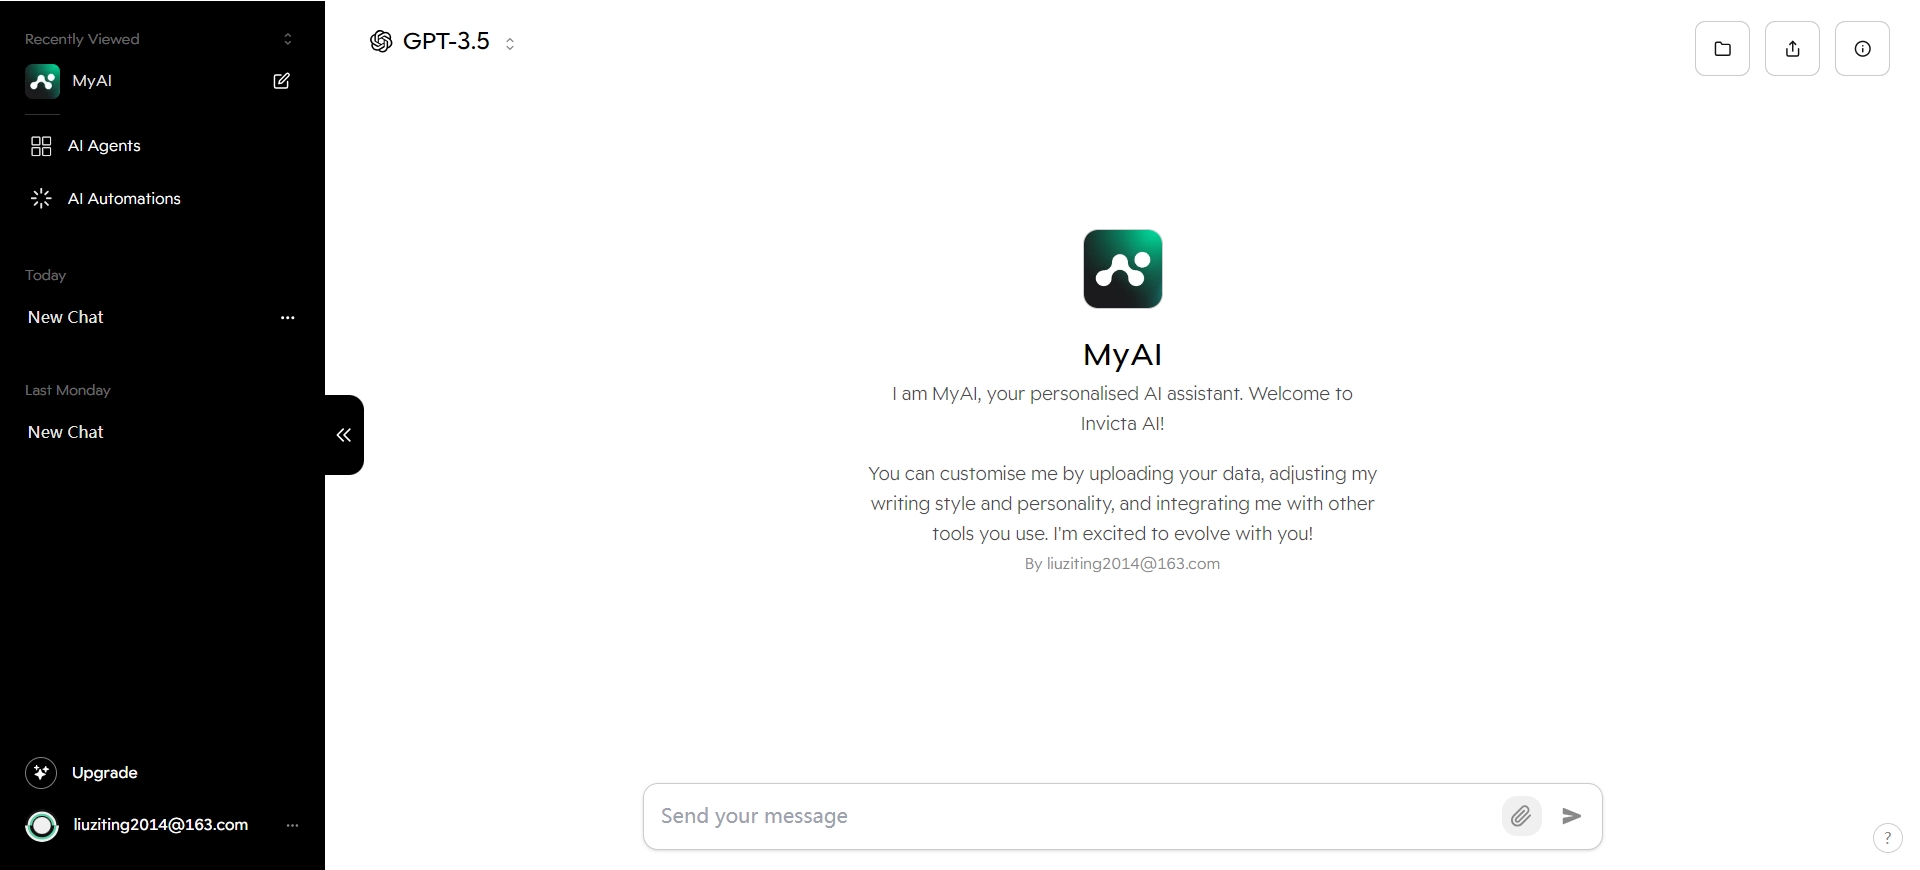 Recently Viewed
MyAI
AI Agents
AI Automations
Today
New Chat
Last Monday
New Chat
Upgrade
liuziting2014@163.com
GPT-3.5
MyAI
I am MyAI, your personalised AI assistant. Welcome to
Invicta AI!
You can customise me by uploading your data, adjusting my
writing style and personality, and integrating me with other
tools you use. I'm excited to evolve with you!
By liuziting2014@163.com
Send your message
?